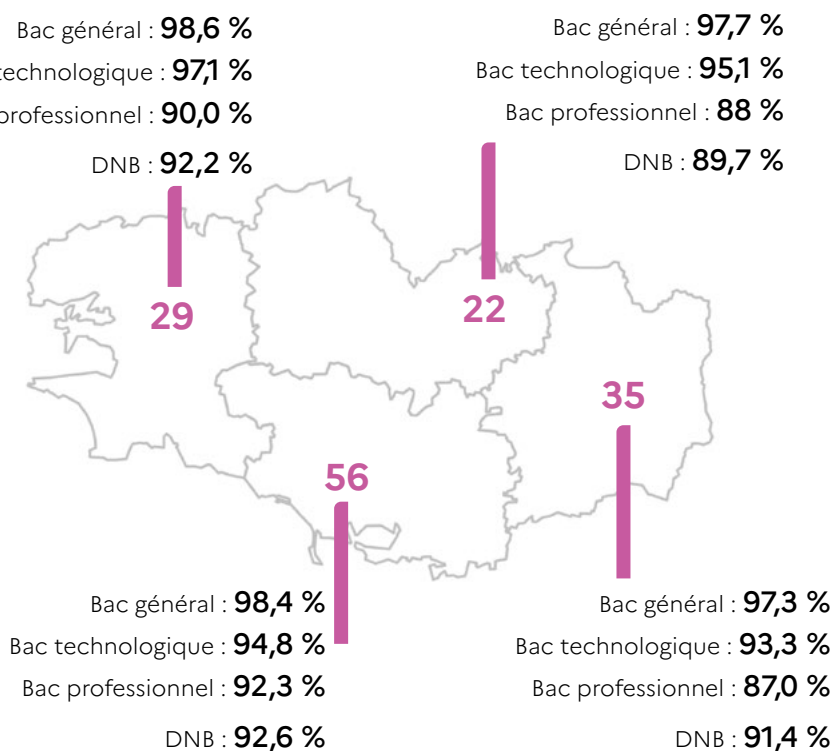 Bac général : 98,6 %
technologique : 97,1 %
professionnel : 90,0 %
DNB : 92,2 %
Bac général : 97,7 %
Bac technologique : 95,1 %
Bac professionnel : 88 %
DNB : 89,7 %
29
22
35
56
Bac général : 98,4 %
Bac technologique : 94,8 %
Bac professionnel : 92,3 %
DNB : 92,6 %
Bac général : 97,3 %
Bac technologique : 93,3 %
Bac professionnel : 87,0 %
DNB : 91,4 %